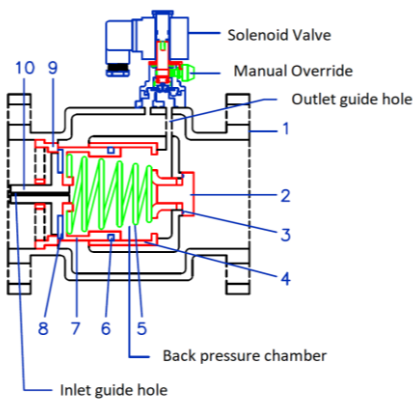 Solenoid Valve
Manual Override
Outlet guide hole
10 9
1
2
3
4
8 7 6 5
Back pressure chamber
Inlet guide hole